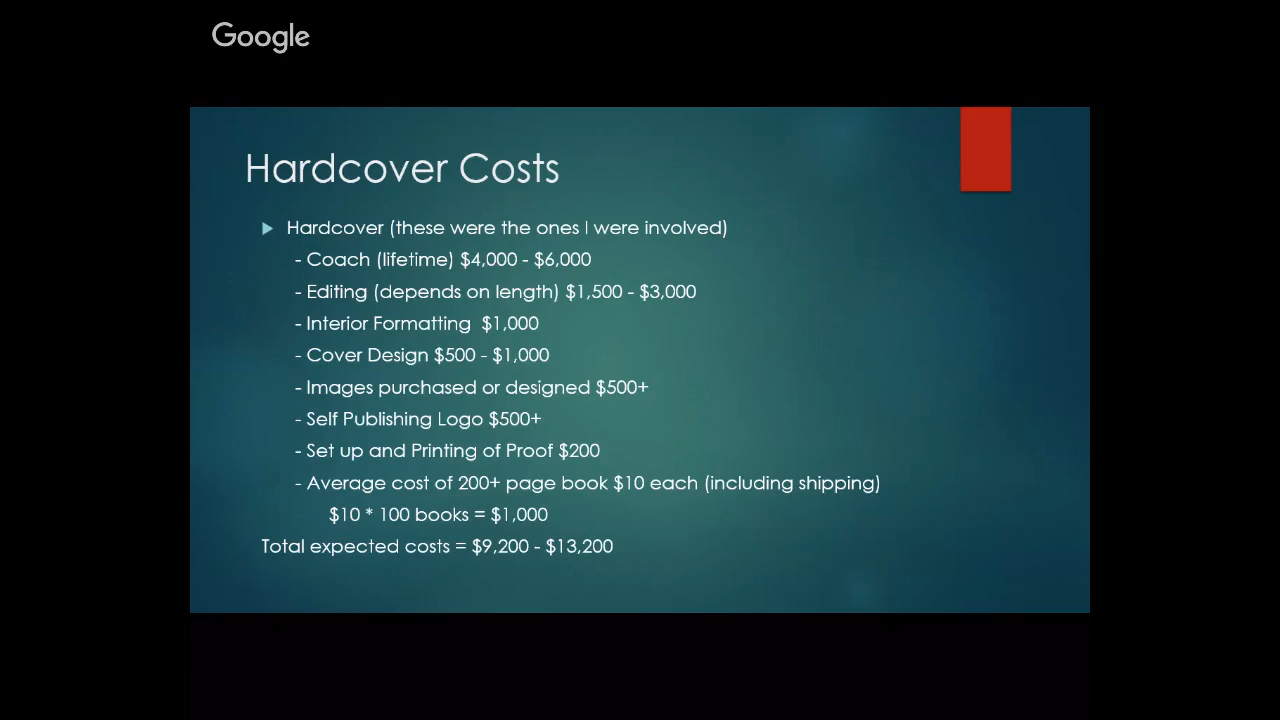 Google
Hardcover Costs
Hardcover (these were the ones I were involved)
- Coach (lifetime) $4,000 - $6,000
- Editing (depends on length) $1,500 - $3,000
- Interior Formatting  $1,000
- Cover Design $500 - $1,000
- Images purchased or designed $500+
- Self Publishing Logo $500+
- Set up and Printing of Proof $200
- Average cost of 200+ page book $10 each (including shipping)
$10 * 100 books = $1,000
Total expected costs = $9,200 - $13,200